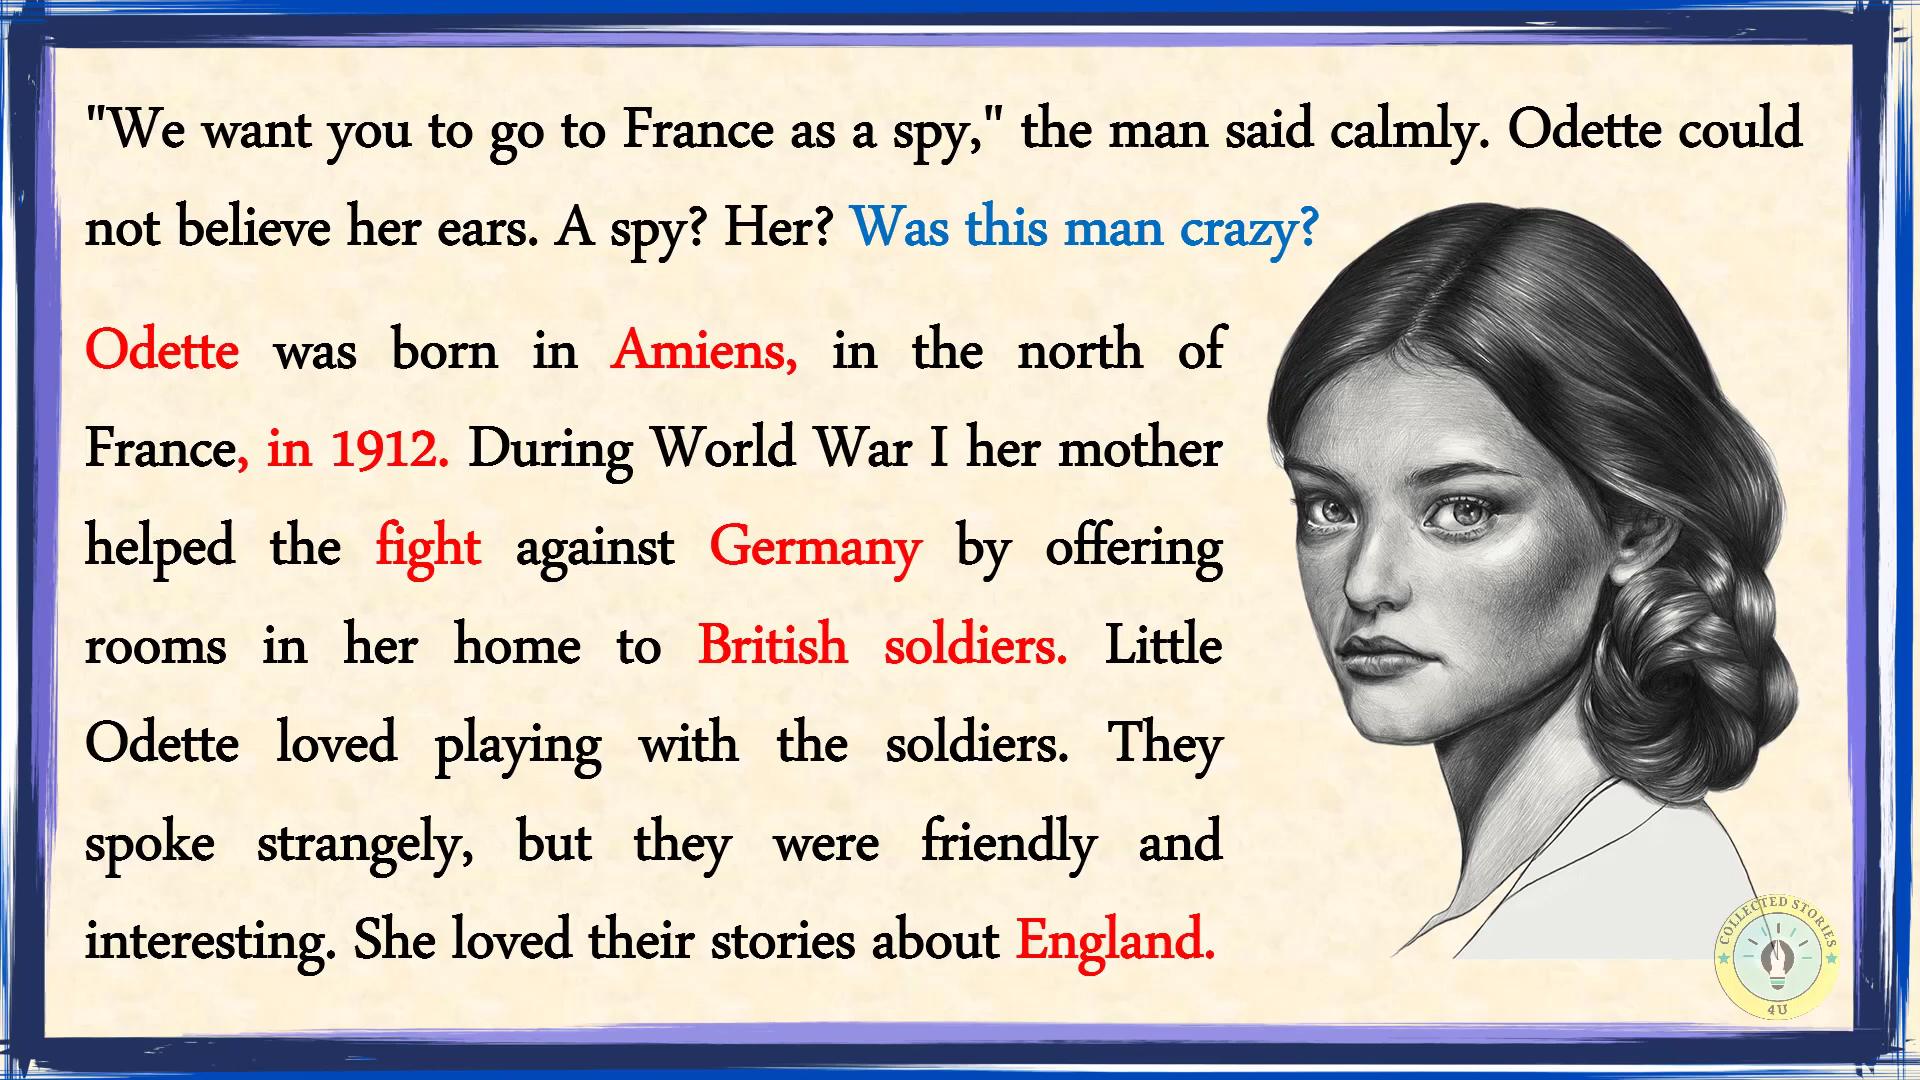 "We want you to go to France as a spy," the man said calmly. Odette could
not believe her ears. A spy? Her? Was this man crazy?
Odette was born in Amiens, in the north of
France, in 1912. During World War I her mother
helped the fight against Germany by offering
rooms in her home to British soldiers. Little
Odette loved playing with the soldiers. They
spoke strangely, but they were friendly and
interesting. She loved their stories about England.
COLLECTED STORIES
4U